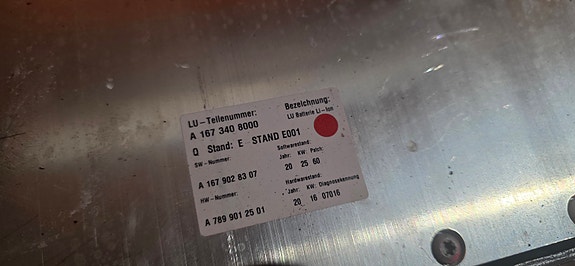 LU-Teilenummer: Bezeichnung:
A 167 340 8000 LU Batterie Li-Ion
Q Stand: E STAND E001
SW-Nummer: Softwarestand:
Jahr: KW: Patch:
A 167 902 83 07 20 25 60
HW-Nummer: Hardwarestand:
Jahr: KW: Diagnosekennung
A 789 901 25 01 20 16 07016